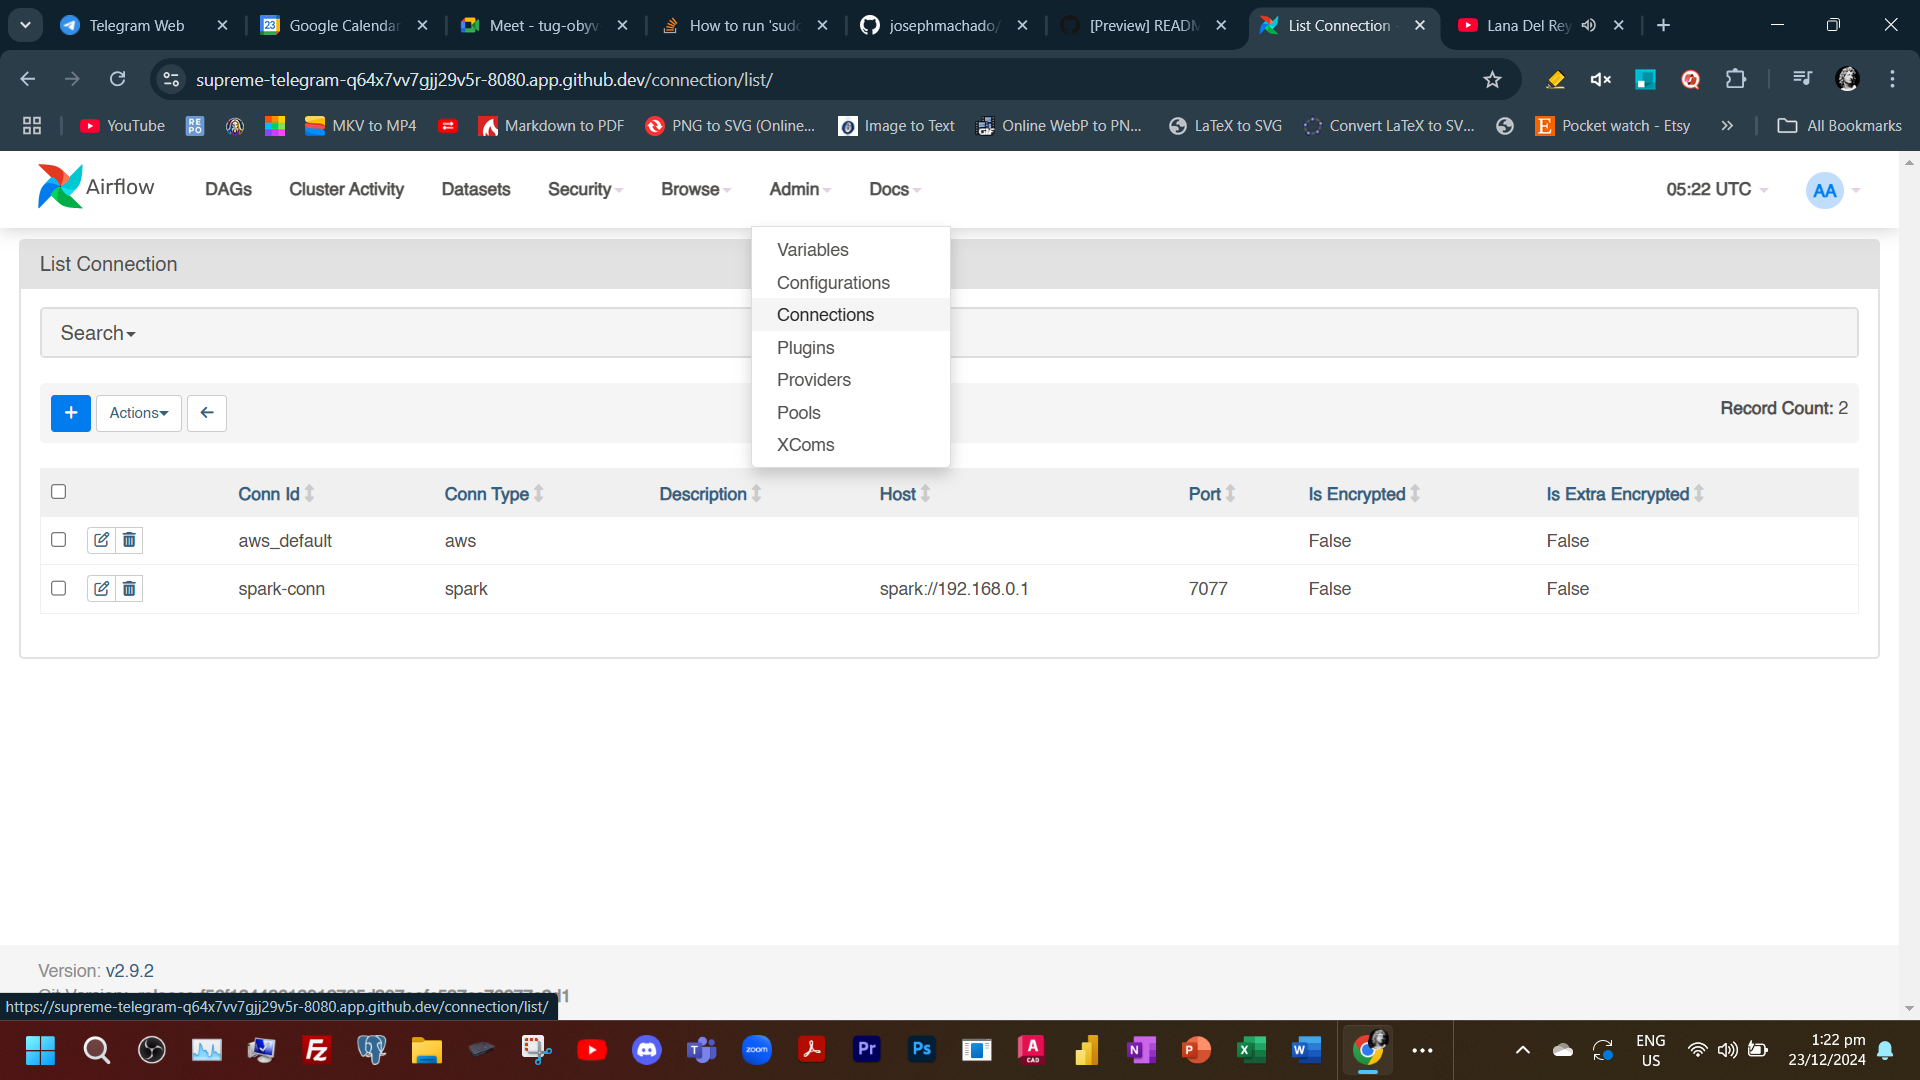 Telegram Web
Google Calendar
Meet - tug-obyv
How to run 'sudo
josephmachado/
[Preview] READM
List Connection -
Lana Del Rey
supreme-telegram-q64x7vv7gjj29v5r-8080.app.github.dev/connection/list/
YouTube
RE PO
MKV to MP4
Markdown to PDF
PNG to SVG (Online...
Image to Text
Online WebP to PN...
LaTeX to SVG
Convert LaTeX to SV...
Pocket watch - Etsy
All Bookmarks
Airflow
DAGs
Cluster Activity
Datasets
Security
Browse
Admin
Docs
05:22 UTC
AA
Variables
Configurations
Connections
Plugins
Providers
Pools
XComs
List Connection
Search
Actions
Record Count: 2
Conn Id Conn Type Description Host Port Is Encrypted Is Extra Encrypted
aws_default aws False False
spark-conn spark spark://192.168.0.1 7077 False False
Version: v2.9.2
https://supreme-telegram-q64x7vv7gjj29v5r-8080.app.github.dev/connection/list/
zoom
Pr
Ps
ENG
US
1:22 pm
23/12/2024